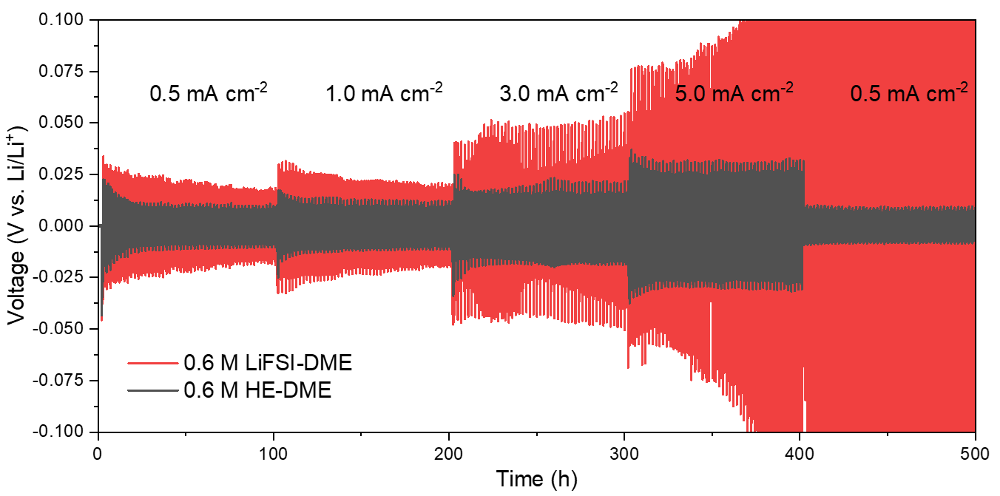 0.100
0.075
0.050
0.025
0.000
-0.025
-0.050
-0.075
-0.100
Voltage (V vs. Li/Li⁺)
0.5 mA cm⁻² 1.0 mA cm⁻² 3.0 mA cm⁻² 5.0 mA cm⁻² 0.5 mA cm⁻²
0.6 M LiFSI-DME
0.6 M HE-DME
0 100 200 300 400 500
Time (h)